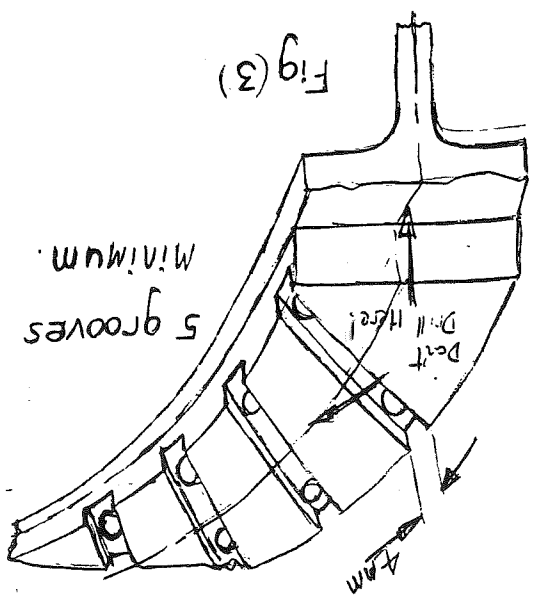 4mm
Don't
Drill
Here!
5 grooves
Minimum.
Fig (3)